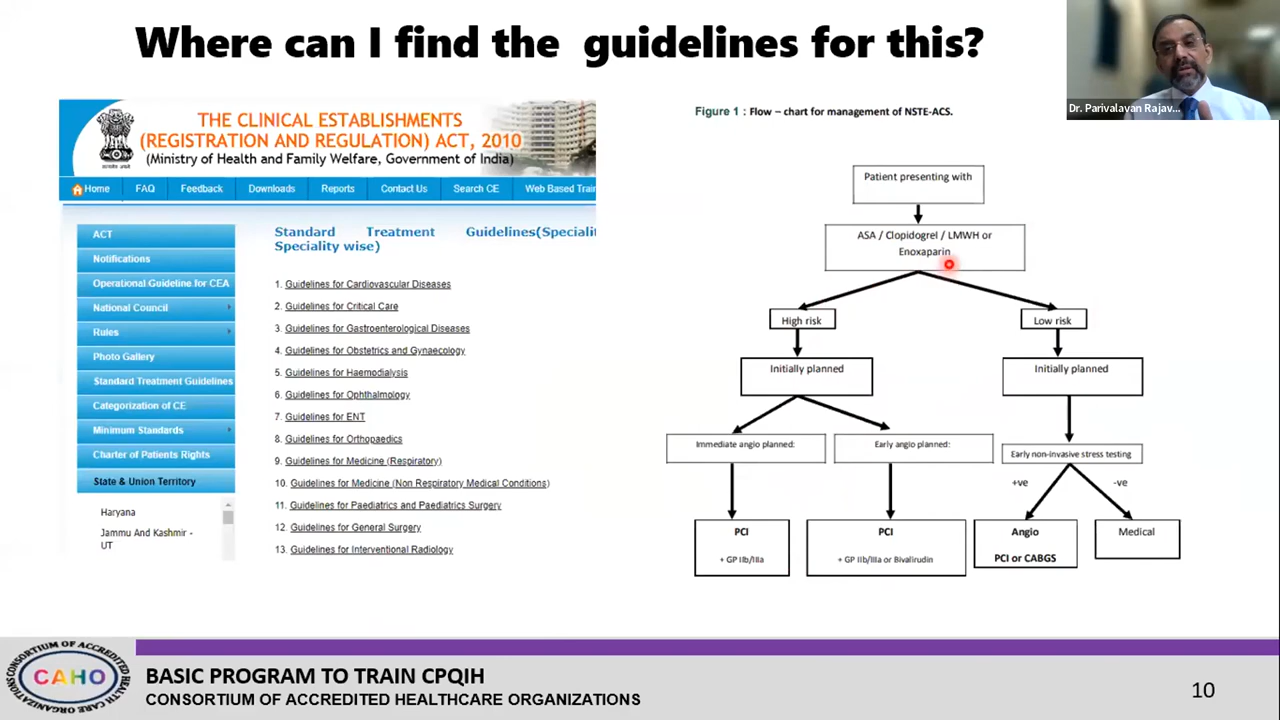 Where can I find the guidelines for this?
Dr. Parivalavan Rajav...
THE CLINICAL ESTABLISHMENTS
(REGISTRATION AND REGULATION) ACT, 2010
(Ministry of Health and Family Welfare, Government of India)
Home FAQ Feedback Downloads Reports Contact Us Search CE Web Based Train
ACT
Notifications
Operational Guideline for CEA
National Council
Rules
Photo Gallery
Standard Treatment Guidelines
Categorization of CE
Minimum Standards
Charter of Patients Rights
State & Union Territory
Haryana
Jammu And Kashmir -
UT
Standard Treatment Guidelines(Specialit
Speciality wise)
1. Guidelines for Cardiovascular Diseases
2. Guidelines for Critical Care
3. Guidelines for Gastroenterological Diseases
4. Guidelines for Obstetrics and Gynaecology
5. Guidelines for Haemodialysis
6. Guidelines for Ophthalmology
7. Guidelines for ENT
8. Guidelines for Orthopaedics
9. Guidelines for Medicine (Respiratory)
10. Guidelines for Medicine (Non Respiratory Medical Conditions)
11. Guidelines for Paediatrics and Paediatrics Surgery
12. Guidelines for General Surgery
13. Guidelines for Interventional Radiology
Figure 1 : Flow – chart for management of NSTE-ACS.
Patient presenting with
ASA / Clopidogrel / LMWH or
Enoxaparin
High risk
Low risk
Initially planned
Initially planned
Immediate angio planned:
Early angio planned:
Early non-invasive stress testing
+ve
-ve
PCI
+ GP IIb/IIIa
PCI
+ GP IIb/IIIa or Bivalirudin
Angio
PCI or CABGS
Medical
CONSORTIUM OF ACCREDITED HEALTHCARE ORGANIZATIONS
CAHO
BASIC PROGRAM TO TRAIN CPQIH
CONSORTIUM OF ACCREDITED HEALTHCARE ORGANIZATIONS
10